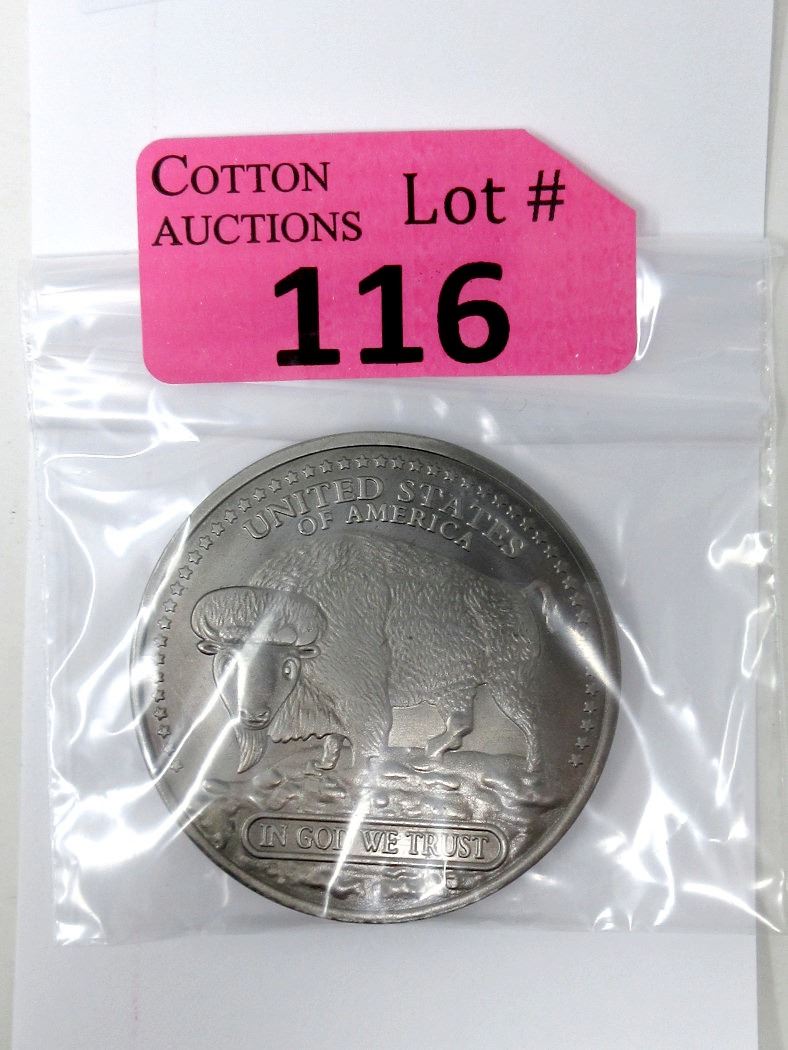 COTTON
AUCTIONS
Lot #
116
UNITED STATES
OF AMERICA
IN GOD WE TRUST